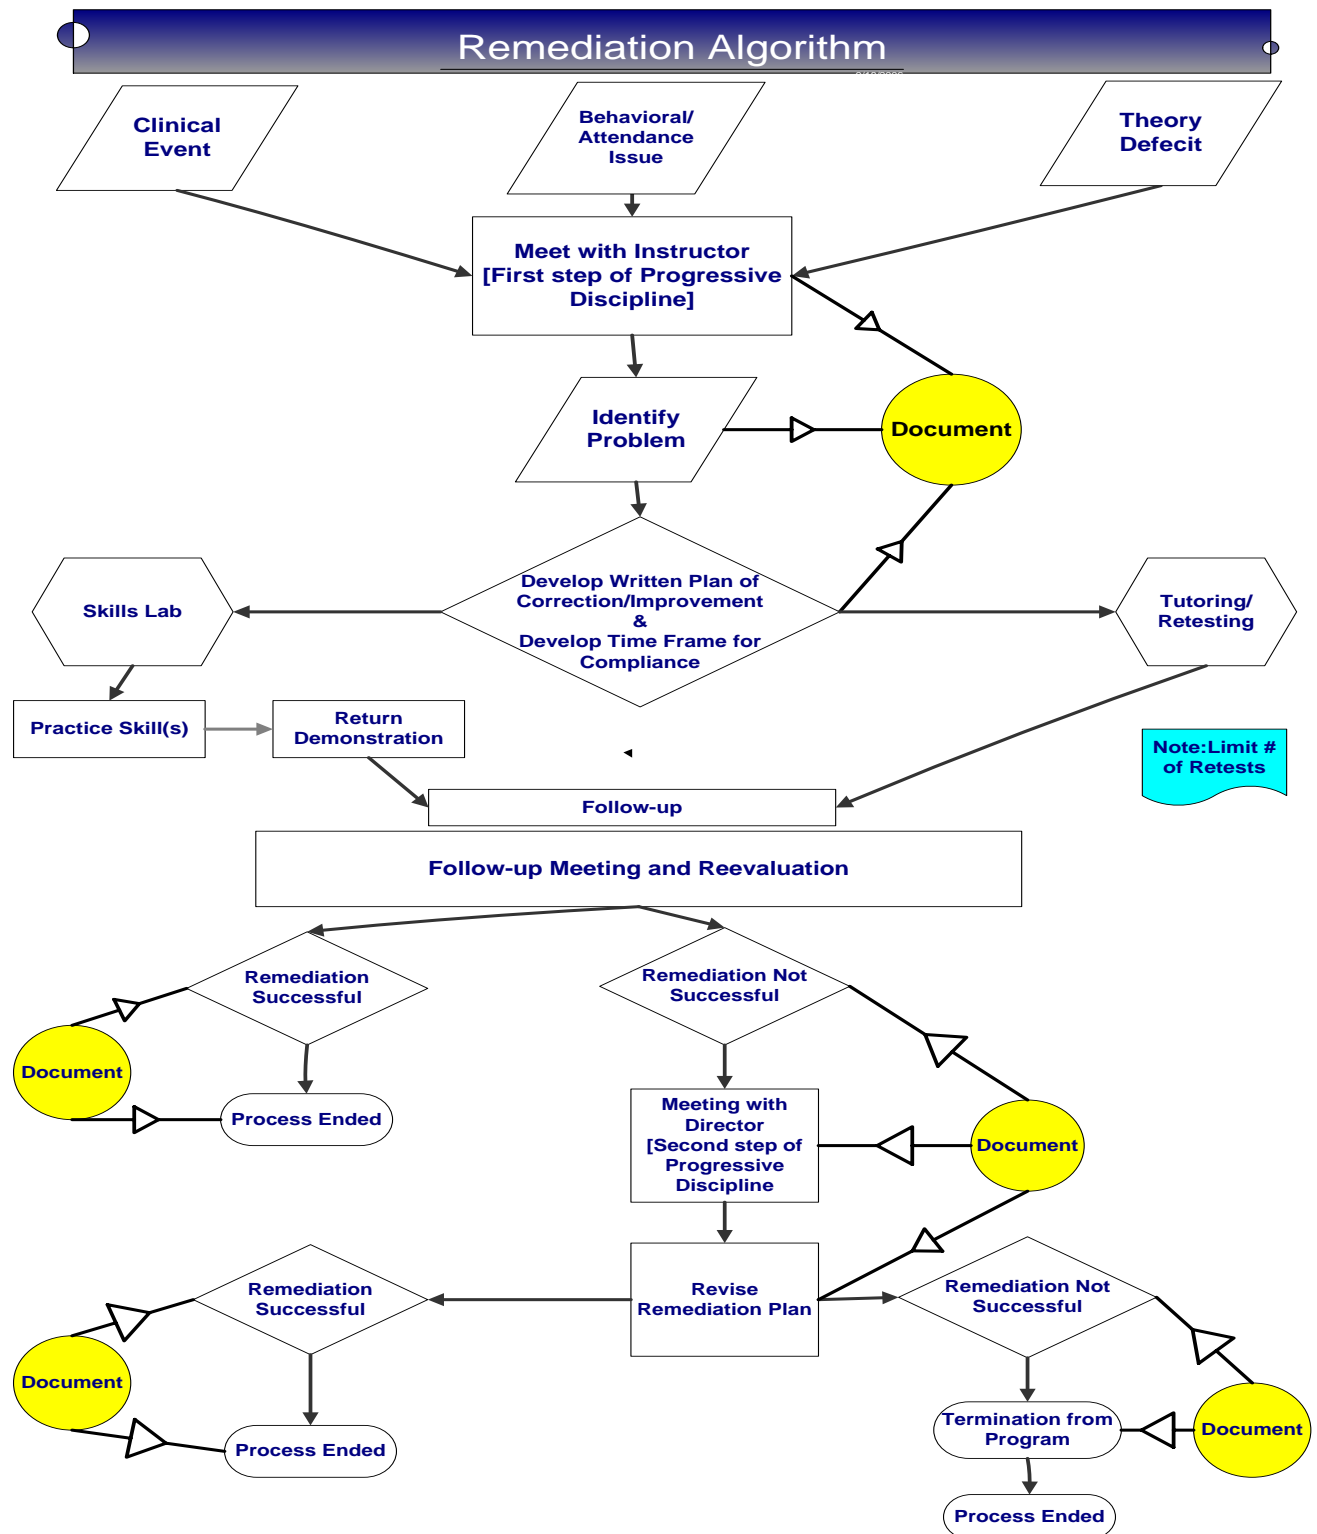 Remediation Algorithm
Clinical
Event
Behavioral/
Attendance
Issue
Theory
Defecit
Meet with Instructor
[First step of Progressive
Discipline]
Identify
Problem
Document
Develop Written Plan of
Correction/Improvement
&
Develop Time Frame for
Compliance
Skills Lab
Tutoring/
Retesting
Practice Skill(s)
Return
Demonstration
Note:Limit #
of Retests
Follow-up
Follow-up Meeting and Reevaluation
Remediation
Successful
Remediation Not
Successful
Document
Process Ended
Meeting with
Director
[Second step of
Progressive
Discipline
Document
Remediation
Successful
Revise
Remediation Plan
Remediation Not
Successful
Document
Process Ended
Termination from
Program
Document
Process Ended